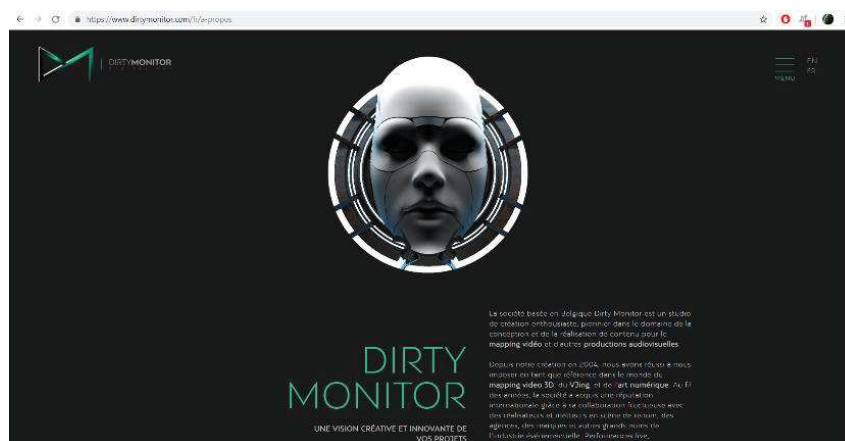 https://www.dirtymonitor.com/fr/a-propos
DIRTYMONITOR
EN
FR
MENU
La société basée en Belgique Dirty Monitor est un studio
de création enthousiaste, pionnier dans le domaine de la
conception et de la réalisation de contenu pour le
mapping vidéo et d'autres productions audiovisuelles.
DIRTY
MONITOR
Depuis notre création en 2004, nous avons réussi à nous
imposer en tant que référence dans le monde du
mapping video 3D, du VJing, et de l'art numérique. Au fil
des années, la société a acquis une réputation
internationale grâce à sa collaboration fructueuse avec
des réalisateurs et metteurs en scène de renom, des
agences, des marques et autres grands noms de
l'industrie événementielle. Performances live,
UNE VISION CRÉATIVE ET INNOVANTE DE
VOS PROJETS